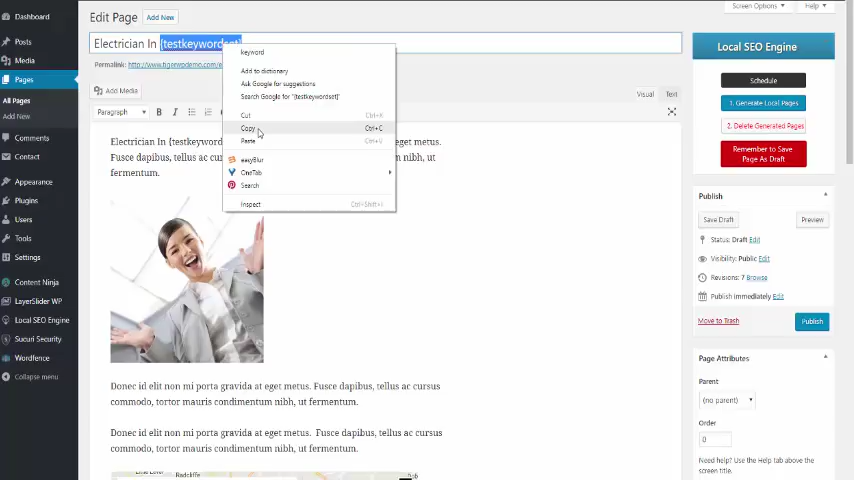 Dashboard
Posts
Media
Pages
All Pages
Add New
Comments
Contact
Appearance
Plugins
Users
Tools
Settings
Content Ninja
LayerSlider WP
Local SEO Engine
Sucuri Security
Wordfence
Collapse menu
Edit Page
Add New
Screen Options
Help
Electrician In {testkeywordset}
Permalink: http://www.tigerwpdemo.com/e
Add Media
Visual
Text
Paragraph
B
I
keyword
Add to dictionary
Ask Google for suggestions
Search Google for "{testkeywordset}"
Cut Ctrl+X
Copy Ctrl+C
Paste Ctrl+V
easyBlur
OneTab
Search
Inspect Ctrl+Shift+I
Electrician In {t
eget metus.
Fusce dapibus, tellus ac c
h, ut
fermentum.
Donec id elit non mi porta gravida at eget metus. Fusce dapibus, tellus ac cursus
commodo, tortor mauris condimentum nibh, ut fermentum.
Donec id elit non mi porta gravida at eget metus.  Fusce dapibus, tellus ac cursus
commodo, tortor mauris condimentum nibh, ut fermentum.
Radcliffe
Local SEO Engine
Schedule
1. Generate Local Pages
2. Delete Generated Pages
Remember to Save
Page As Draft
Publish
Save Draft
Preview
Status: Draft Edit
Visibility: Public Edit
Revisions: 7 Browse
Publish immediately Edit
Move to Trash
Publish
Page Attributes
Parent
(no parent)
Order
0
Need help? Use the Help tab above the
screen title.